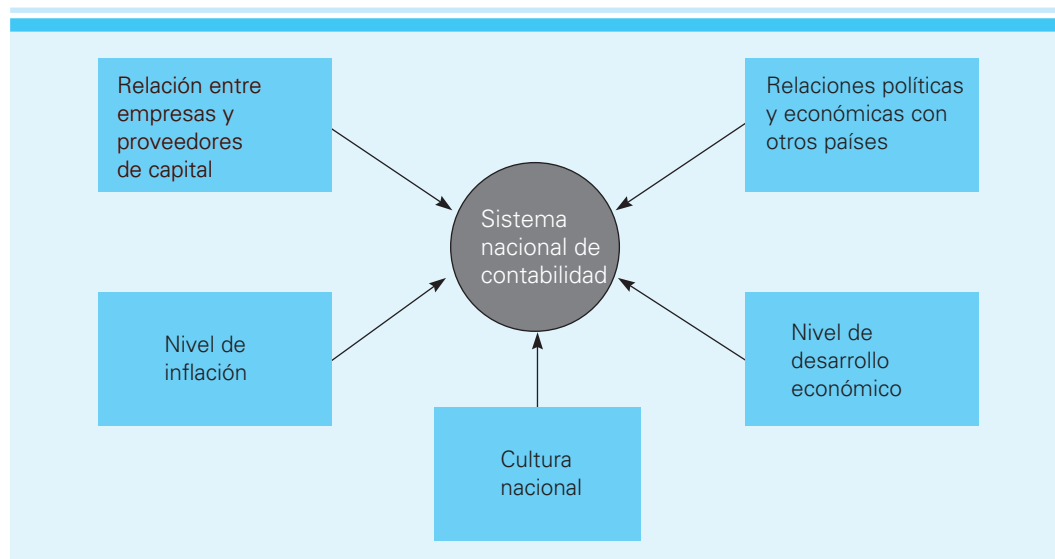 Relación entre
empresas y
proveedores
de capital
Relaciones políticas
y económicas con
otros países
Sistema
nacional de
contabilidad
Nivel de
inflación
Nivel de
desarrollo
económico
Cultura
nacional